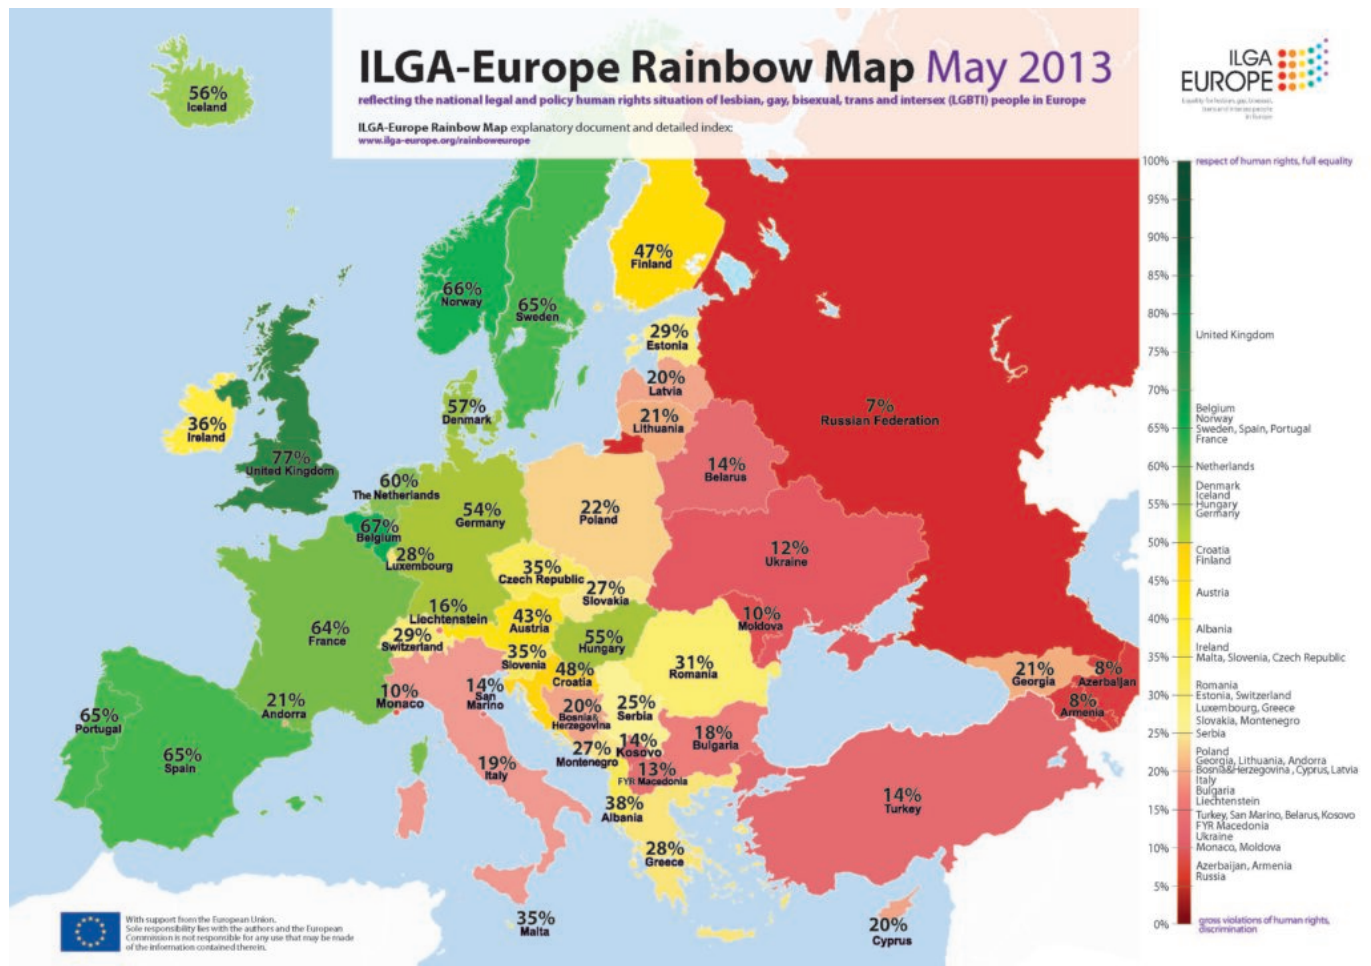 ILGA-Europe Rainbow Map May 2013
reflecting the national legal and policy human rights situation of lesbian, gay, bisexual, trans and intersex (LGBTI) people in Europe
ILGA-Europe Rainbow Map explanatory document and detailed index:
www.ilga-europe.org/rainboweurope
ILGA
EUROPE
Equality for lesbian, gay, bisexual,
trans and intersex people
in Europe
56%
Iceland
47%
Finland
66%
Norway
65%
Sweden
29%
Estonia
20%
Latvia
21%
Lithuania
7%
Russian Federation
57%
Denmark
36%
Ireland
77%
United Kingdom
14%
Belarus
60%
The Netherlands
54%
Germany
22%
Poland
67%
Belgium
28%
Luxembourg
12%
Ukraine
35%
Czech Republic
27%
Slovakia
16%
Liechtenstein
43%
Austria
10%
Moldova
64%
France
29%
Switzerland
55%
Hungary
35%
Slovenia
48%
Croatia
31%
Romania
21%
Georgia
8%
Azerbaijan
8%
Armenia
10%
Monaco
14%
San
Marino
21%
Andorra
20%
Bosnia&
Herzegovina
25%
Serbia
65%
Portugal
65%
Spain
27%
Montenegro
14%
Kosovo
18%
Bulgaria
19%
Italy
13%
FYR Macedonia
38%
Albania
14%
Turkey
28%
Greece
35%
Malta
20%
Cyprus
With support from the European Union.
Sole responsibility lies with the authors and the European
Commission is not responsible for any use that may be made
of the information contained therein.
100% respect of human rights, full equality
95%
90%
85%
80%
United Kingdom
75%
70%
Belgium
Norway
65% Sweden, Spain, Portugal
France
60% Netherlands
Denmark
Iceland
55% Hungary
Germany
50%
Croatia
Finland
45%
Austria
40%
Albania
Ireland
35% Malta, Slovenia, Czech Republic
Romania
30% Estonia, Switzerland
Luxembourg, Greece
Slovakia, Montenegro
25% Serbia
Poland
Georgia, Lithuania, Andorra
20% Bosnia&Herzegovina , Cyprus, Latvia
Italy
Bulgaria
Liechtenstein
15%
Turkey, San Marino, Belarus, Kosovo
FYR Macedonia
Ukraine
10% Monaco, Moldova
Azerbaijan, Armenia
Russia
5%
0% gross violations of human rights,
discrimination